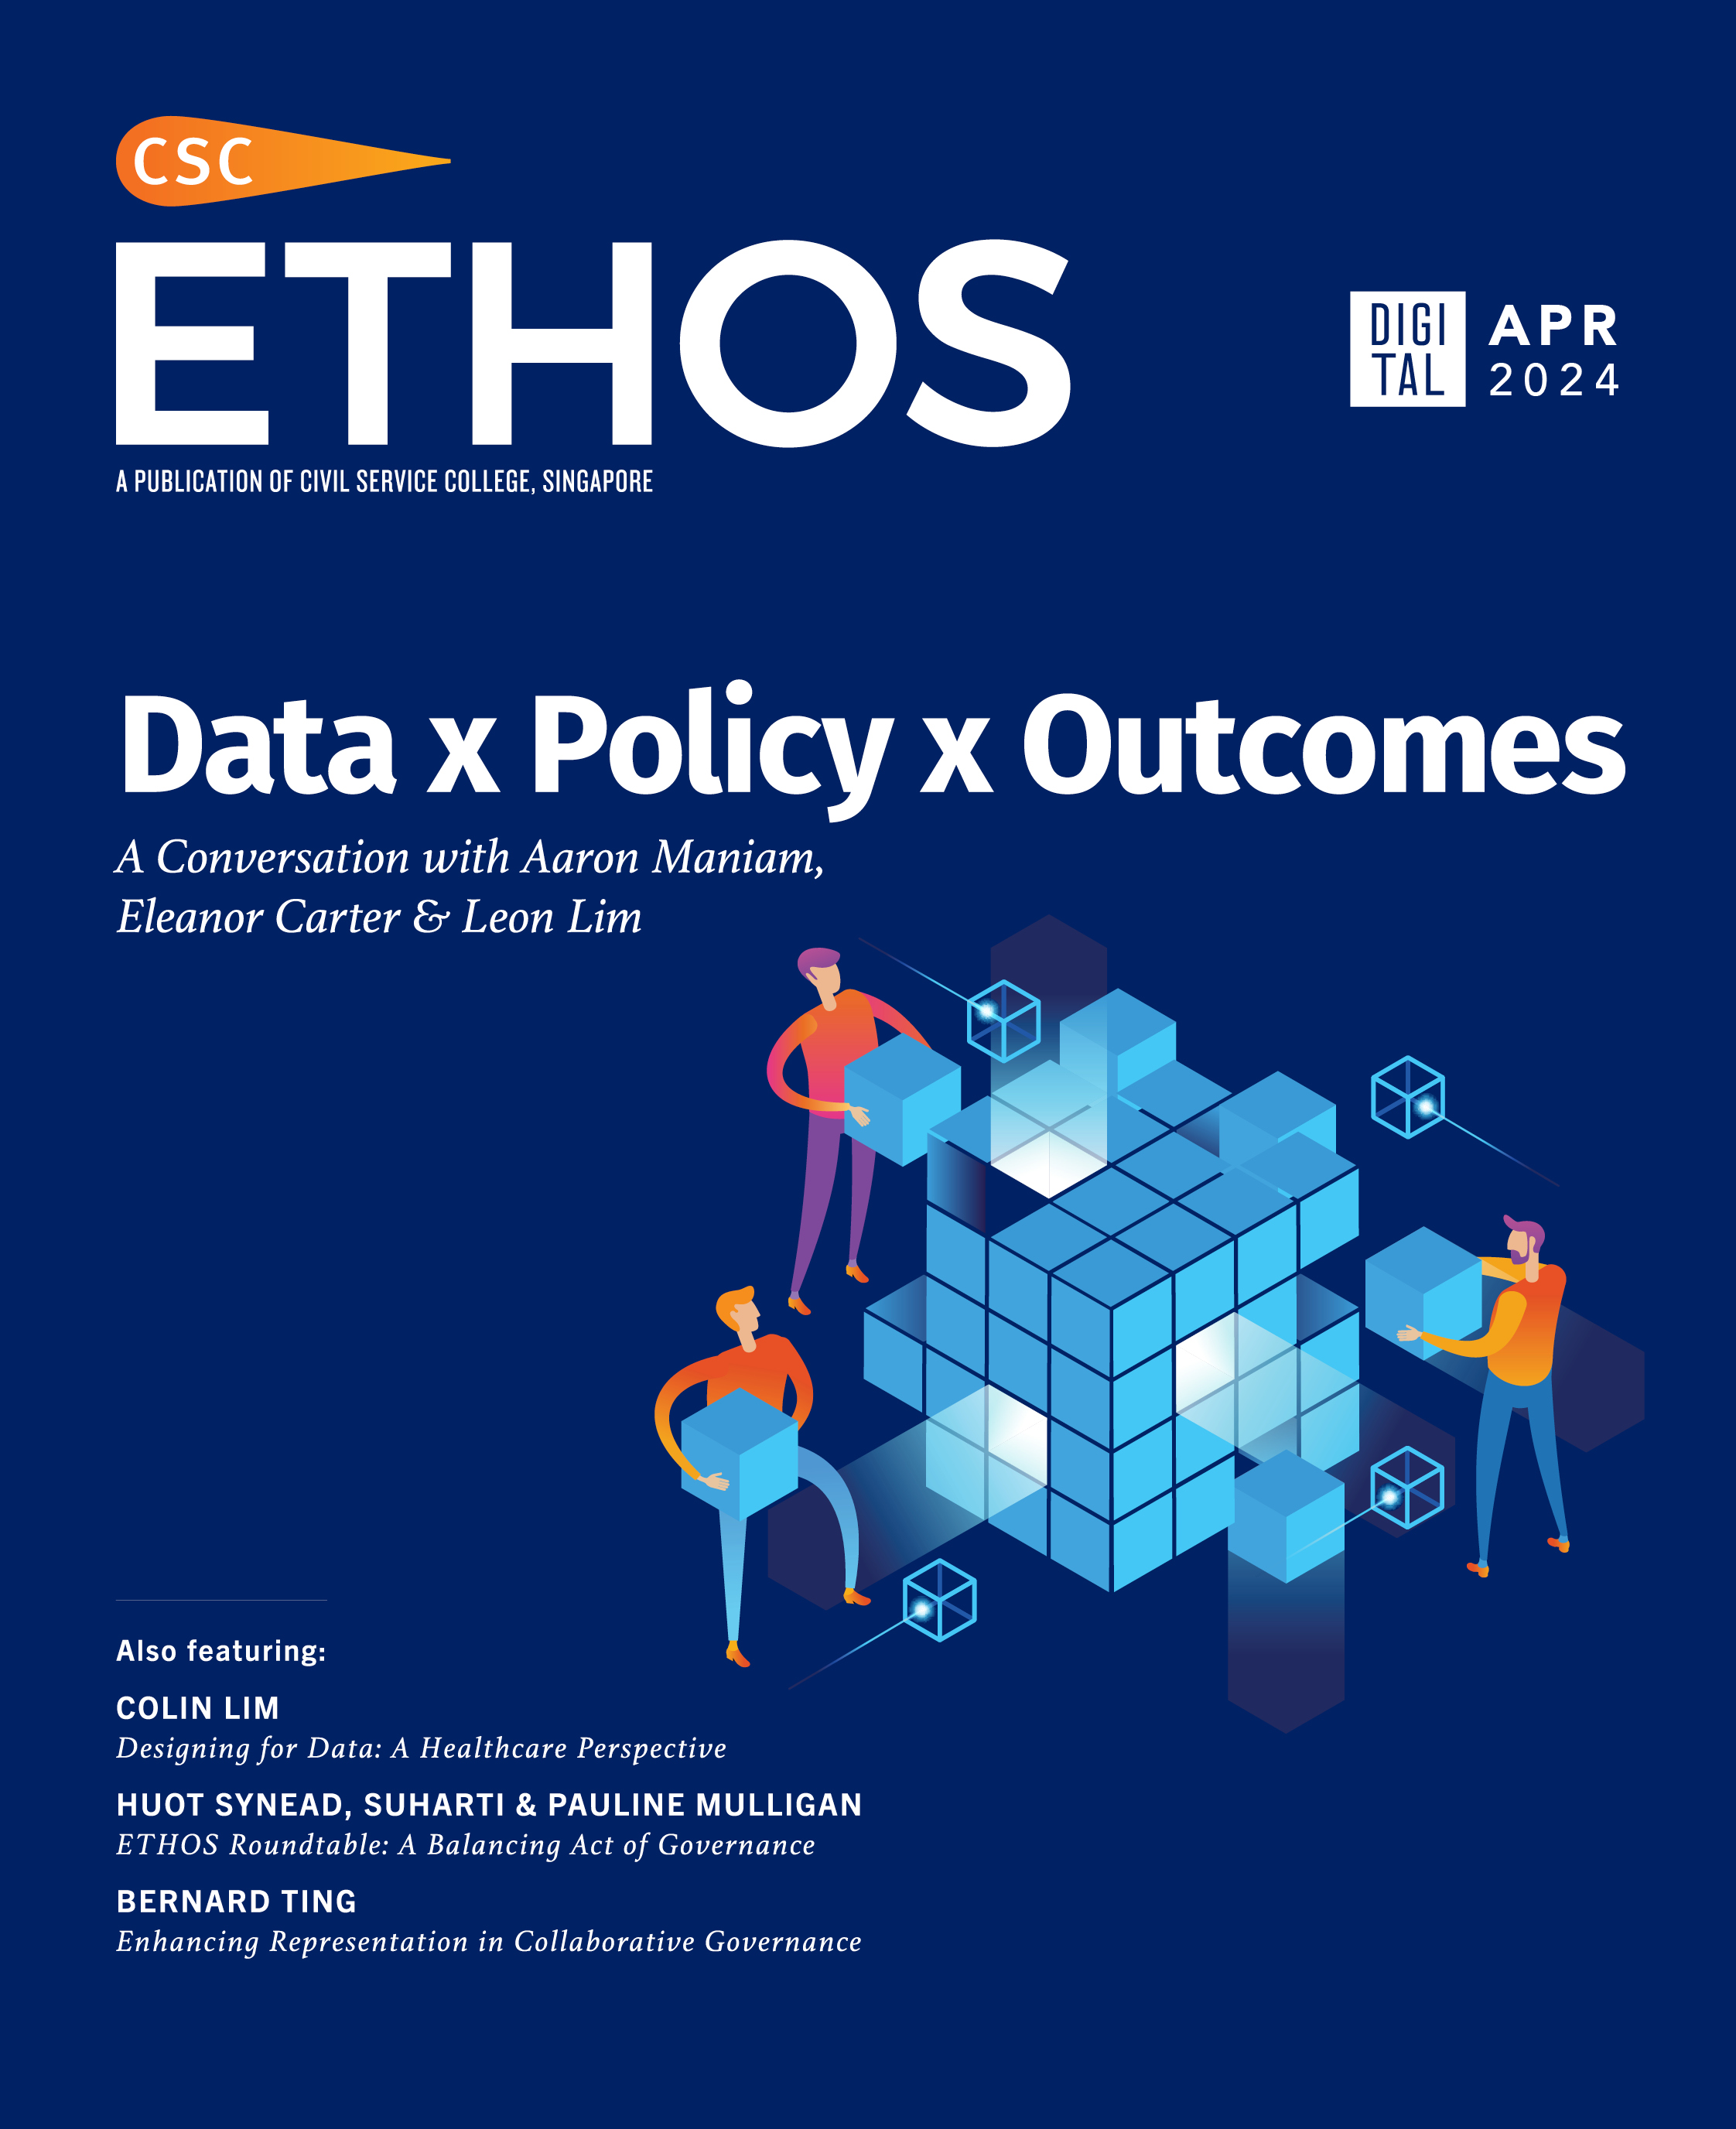 CSC
ETHOS
A PUBLICATION OF CIVIL SERVICE COLLEGE, SINGAPORE
DIGI
TAL
APR
2024
Data x Policy x Outcomes
A Conversation with Aaron Maniam,
Eleanor Carter & Leon Lim
Also featuring:
COLIN LIM
Designing for Data: A Healthcare Perspective
HUOT SYNEAD, SUHARTI & PAULINE MULLIGAN
ETHOS Roundtable: A Balancing Act of Governance
BERNARD TING
Enhancing Representation in Collaborative Governance